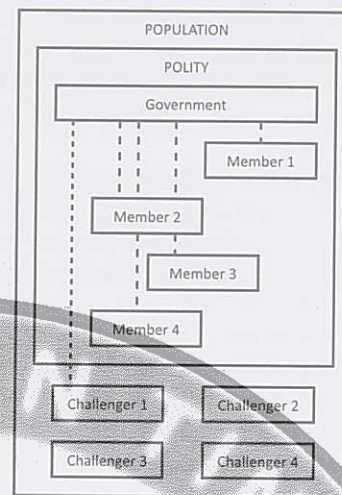 POPULATION
POLITY
Government
Member 1
Member 2
Member 3
Member 4
Challenger 1
Challenger 2
Challenger 3
Challenger 4